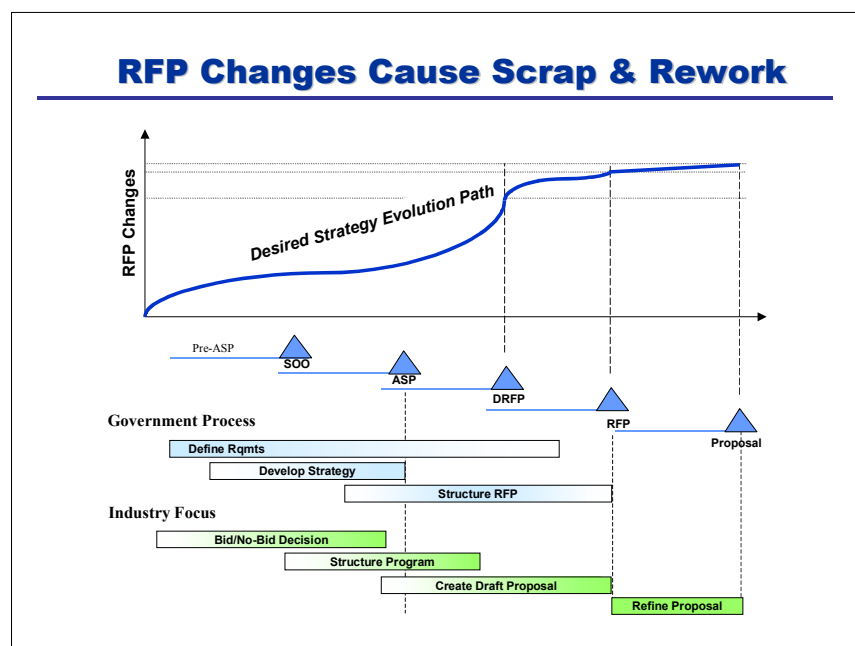 RFP Changes Cause Scrap & Rework
RFP Changes
Desired Strategy Evolution Path
Pre-ASP
SOO
ASP
DRFP
RFP
Proposal
Government Process
Define Rqmts
Develop Strategy
Structure RFP
Industry Focus
Bid/No-Bid Decision
Structure Program
Create Draft Proposal
Refine Proposal